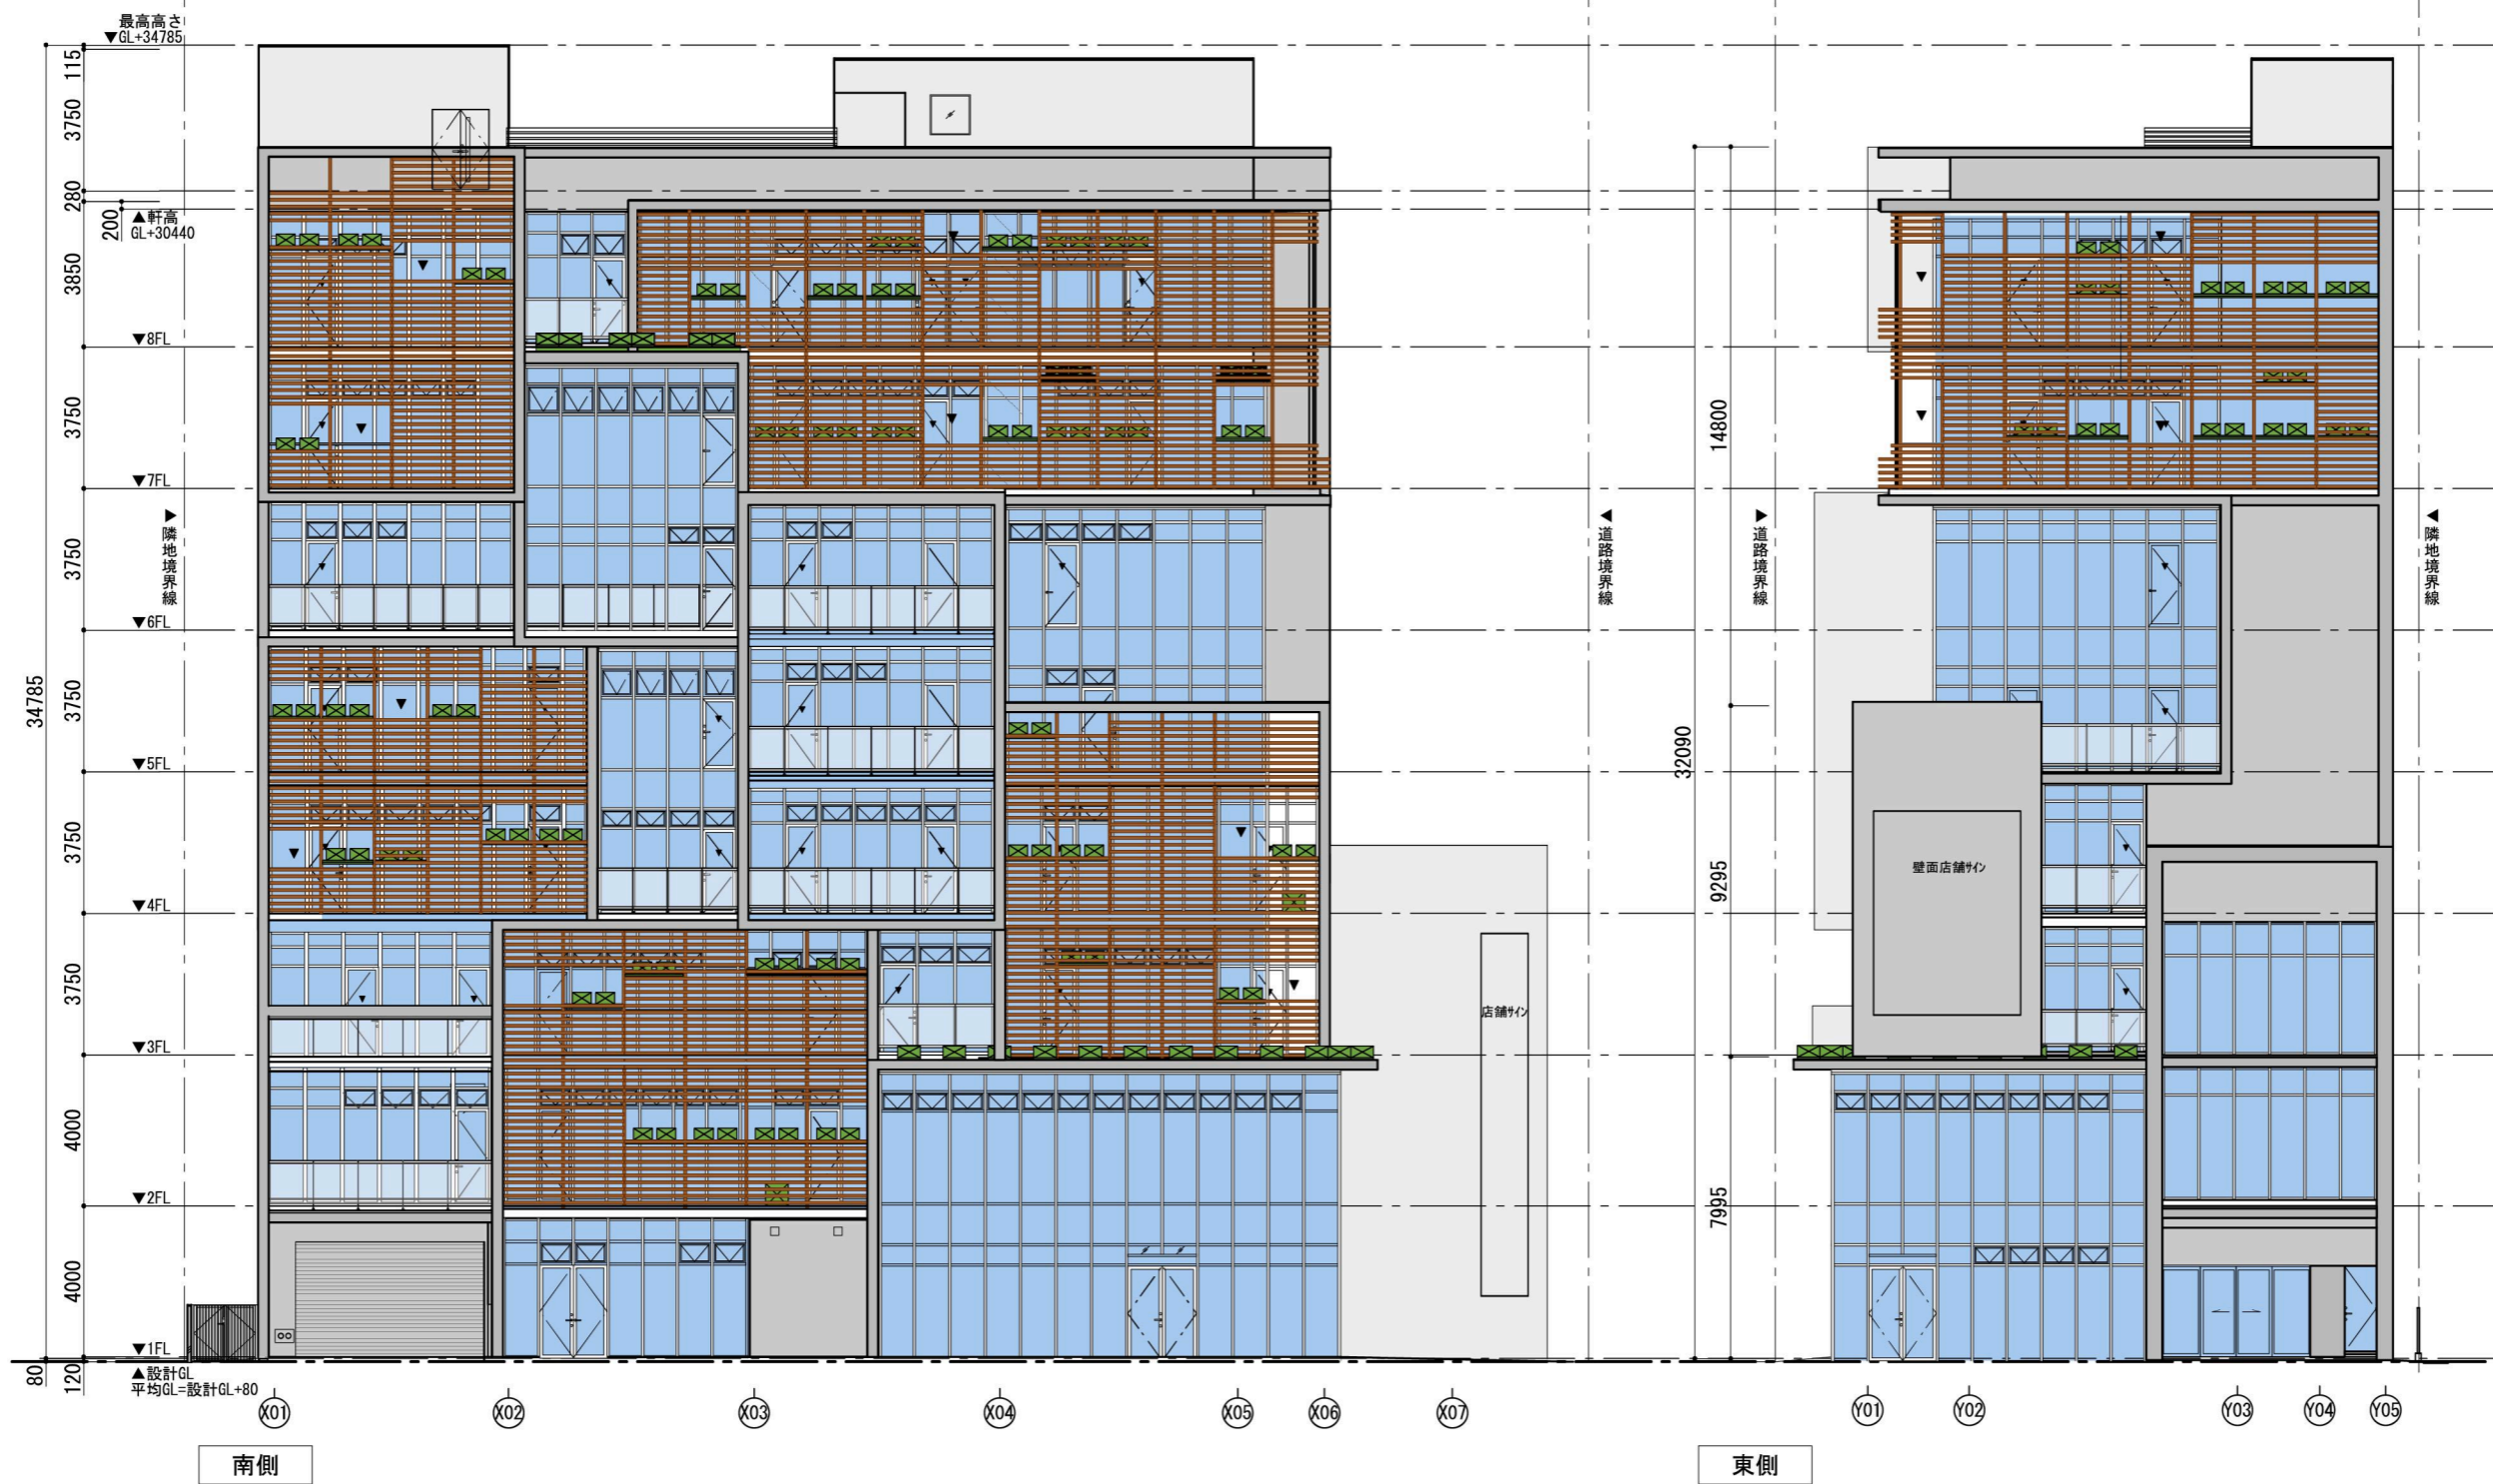 最高高さ
▼GL+34785
115
3750
280
200
▲軒高
GL+30440
3850
▼8FL
3750
▼7FL
3750
▼6FL
3750
▼5FL
3750
▼4FL
3750
▼3FL
4000
▼2FL
4000
▼1FL
34785
80
120
▲設計GL
平均GL=設計GL+80
隣地境界線
道路境界線
道路境界線
隣地境界線
14800
32090
9295
7995
店舗サイン
壁面店舗サイン
X01
X02
X03
X04
X05
X06
X07
Y01
Y02
Y03
Y04
Y05
南側
東側